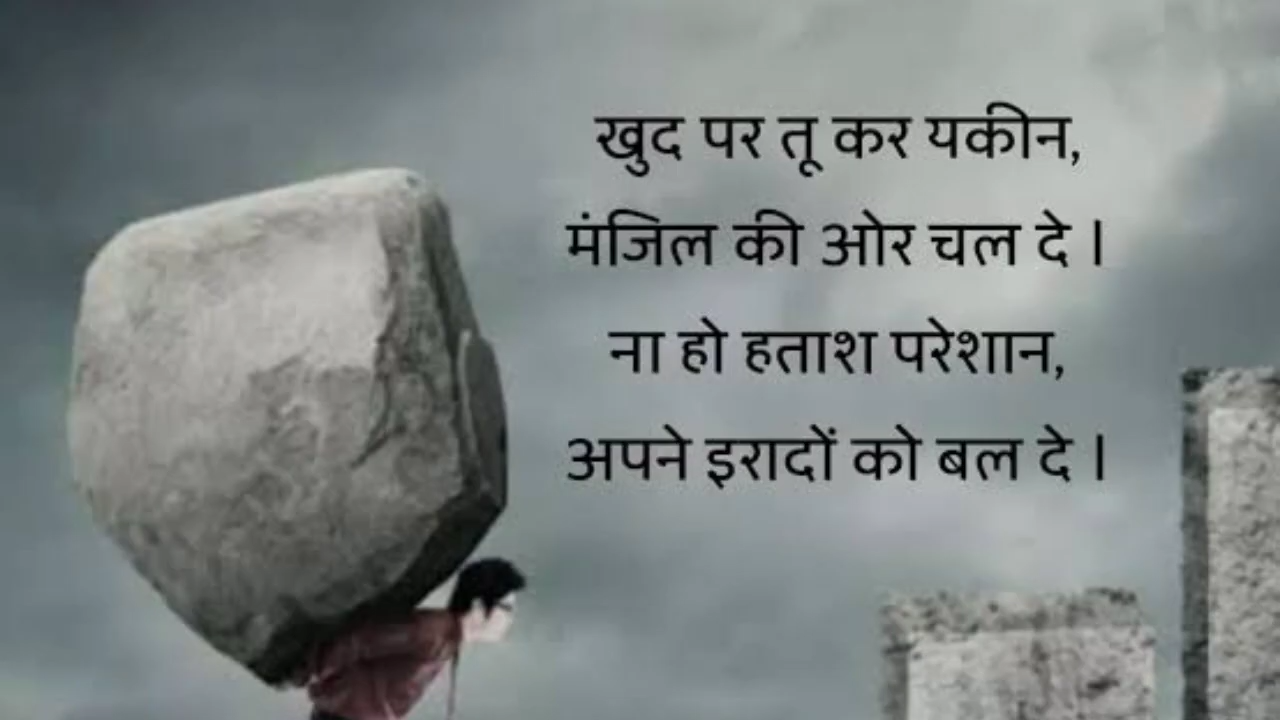 खुद पर तू कर यकीन,
मंजिल की ओर चल दे ।
ना हो हताश परेशान,
अपने इरादों को बल दे ।